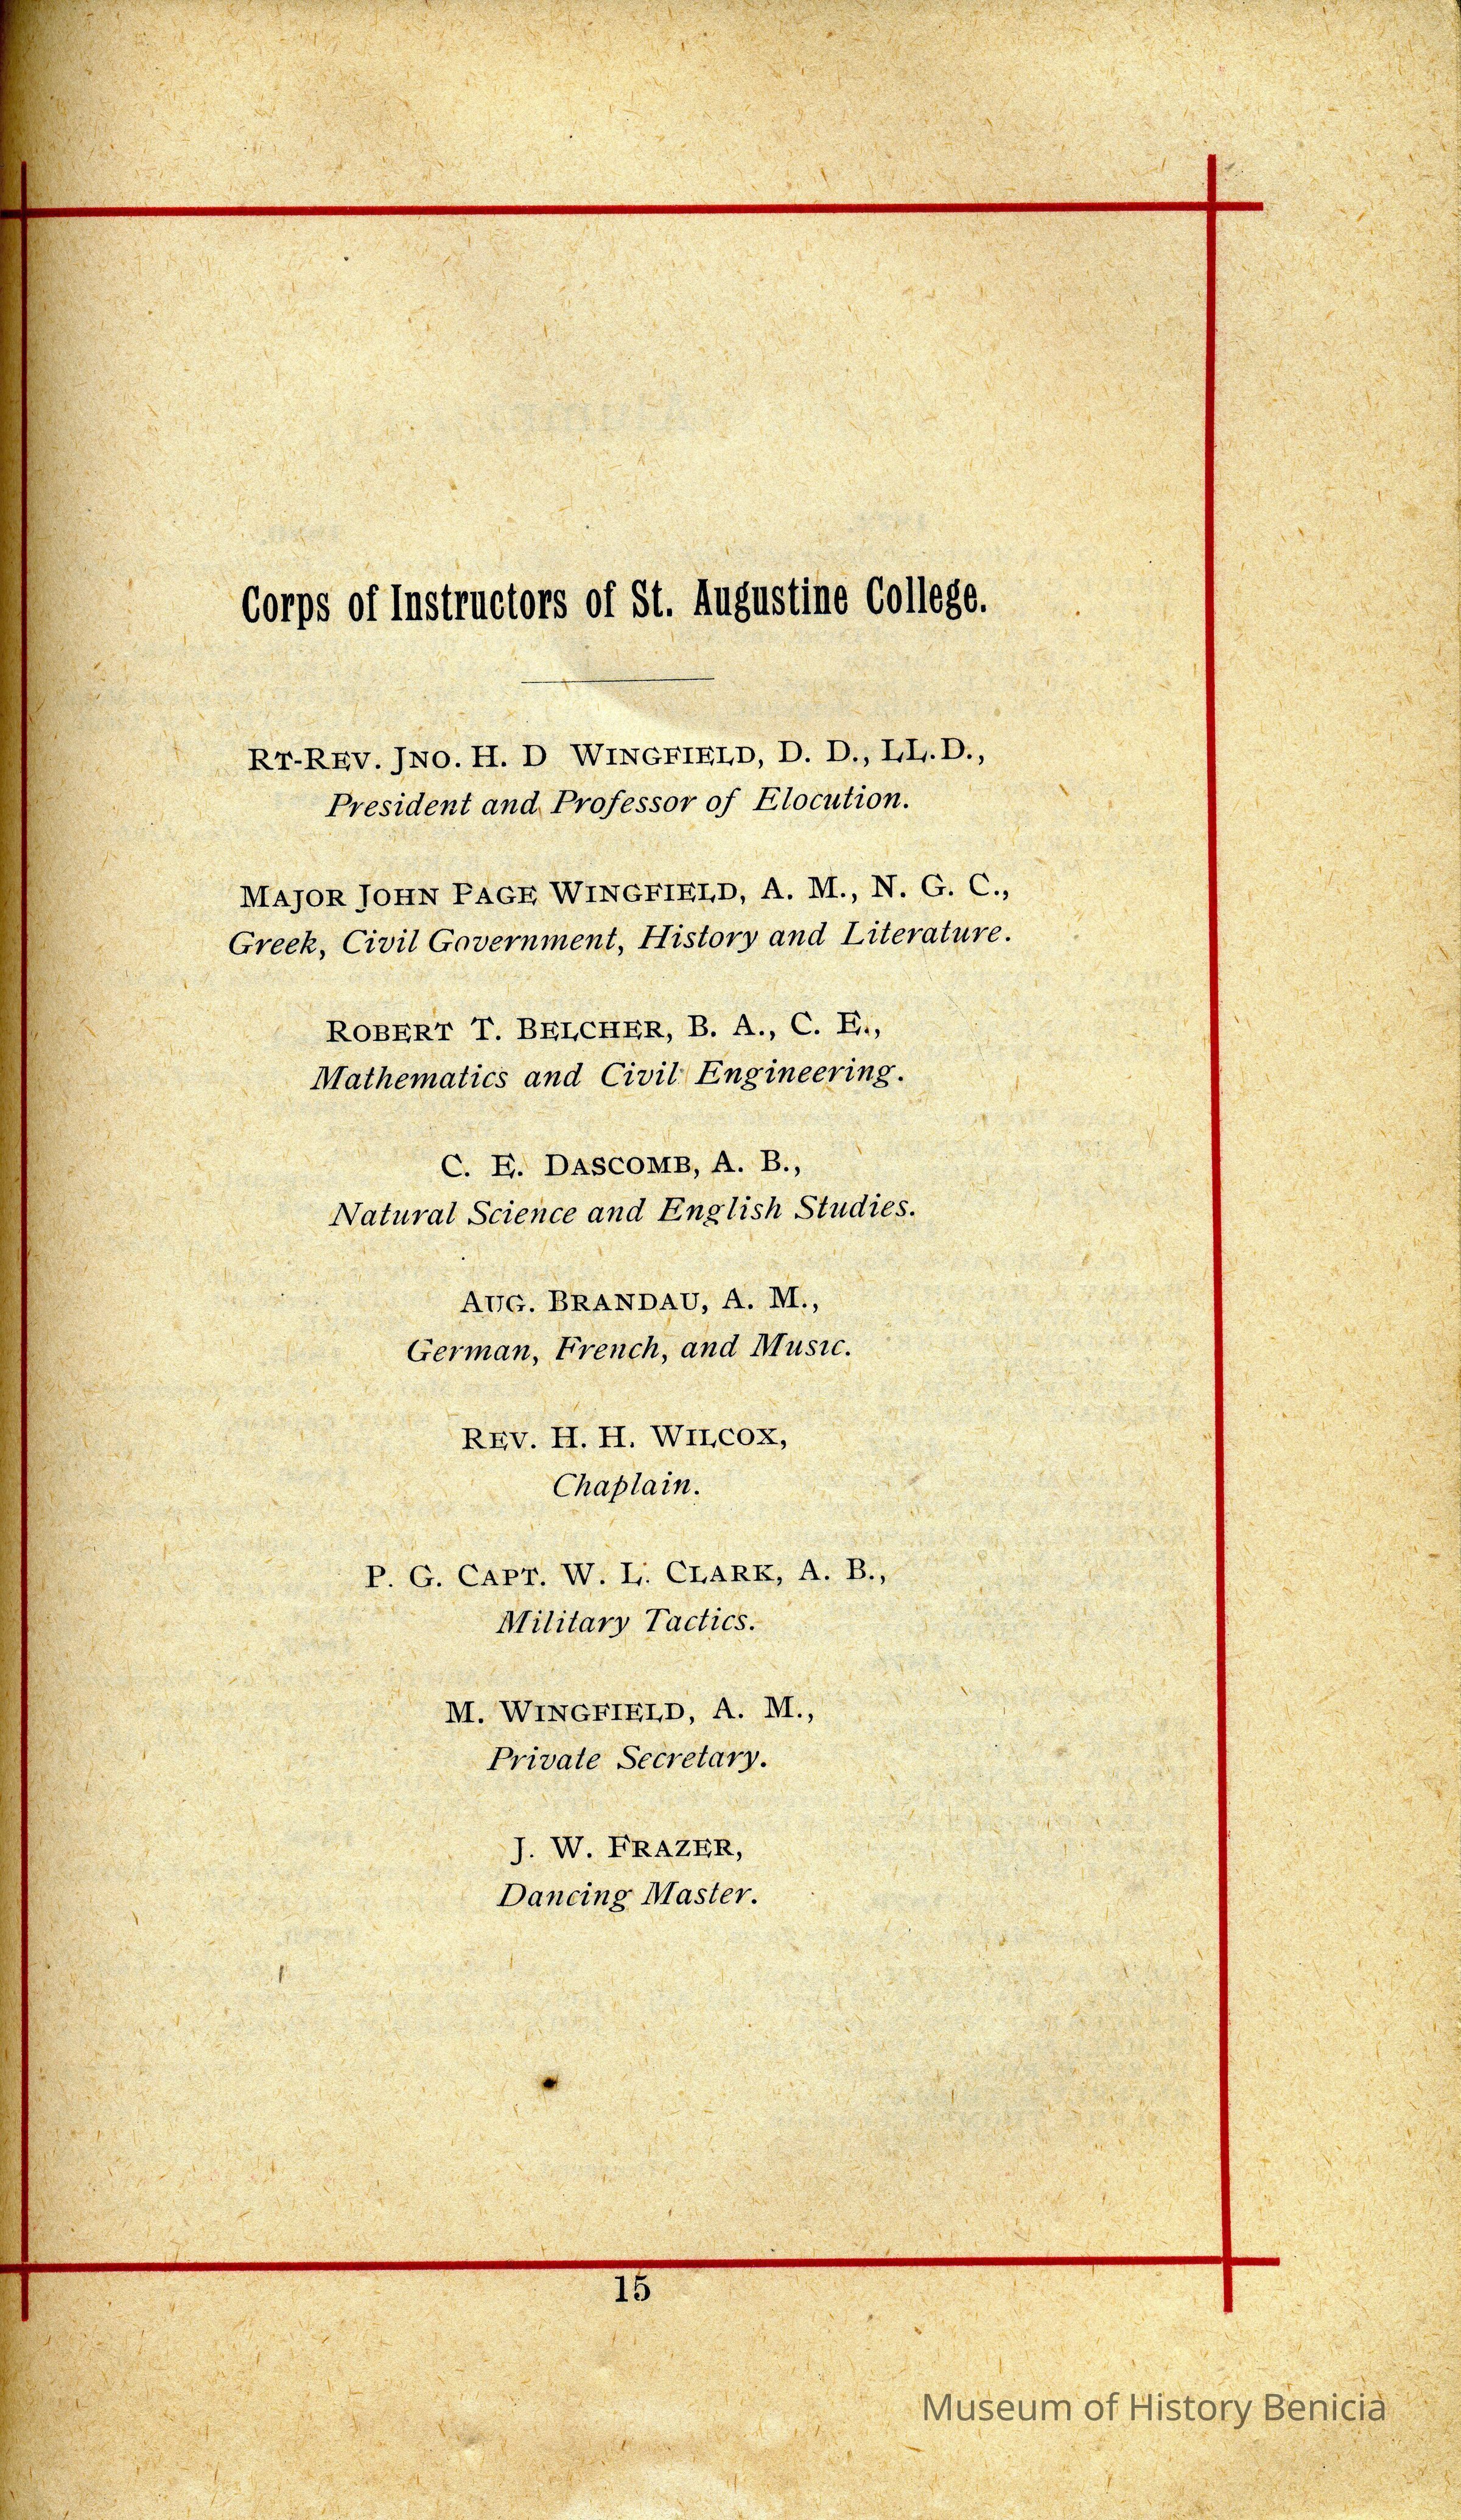 Corps of Instructors of St. Augustine College.
RT-REV. JNO. H. D WINGFIELD, D. D., LL.D.,
President and Professor of Elocution.
MAJOR JOHN PAGE WINGFIELD, A. M., N. G. C.,
Greek, Civil Government, History and Literature.
ROBERT T. BELCHER, B. A., C. E.,
Mathematics and Civil Engineering.
C. E. DASCOMB, A. B.,
Natural Science and English Studies.
AUG. BRANDAU, A. M.,
German, French, and Music.
REV. H. H. WILCOX,
Chaplain.
P. G. CAPT. W. L. CLARK, A. B.,
Military Tactics.
M. WINGFIELD, A. M.,
Private Secretary.
J. W. FRAZER,
Dancing Master.
15
Museum of History Benicia